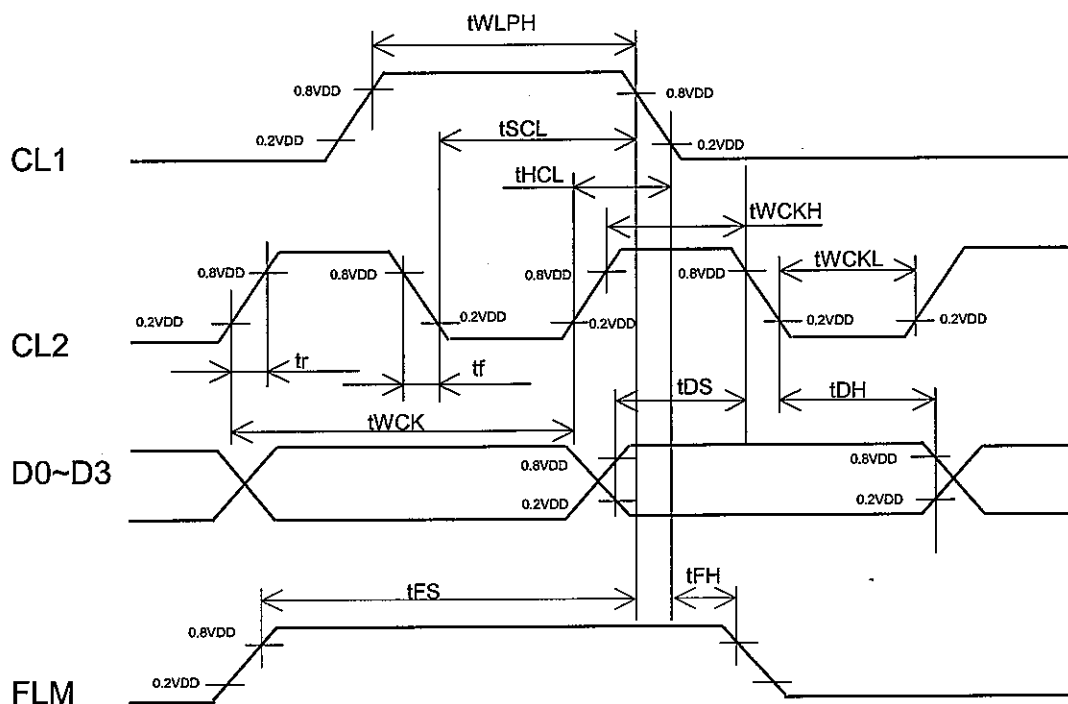 tWLPH
0.8VDD 0.8VDD
tSCL
0.2VDD 0.2VDD
CL1
tHCL
tWCKH
0.8VDD 0.8VDD 0.8VDD 0.8VDD
tWCKL
0.2VDD 0.2VDD 0.2VDD 0.2VDD 0.2VDD
CL2
tr tf
tDS tDH
tWCK
D0~D3
0.8VDD 0.8VDD
0.2VDD 0.2VDD
tFS tFH
0.8VDD
0.2VDD
FLM